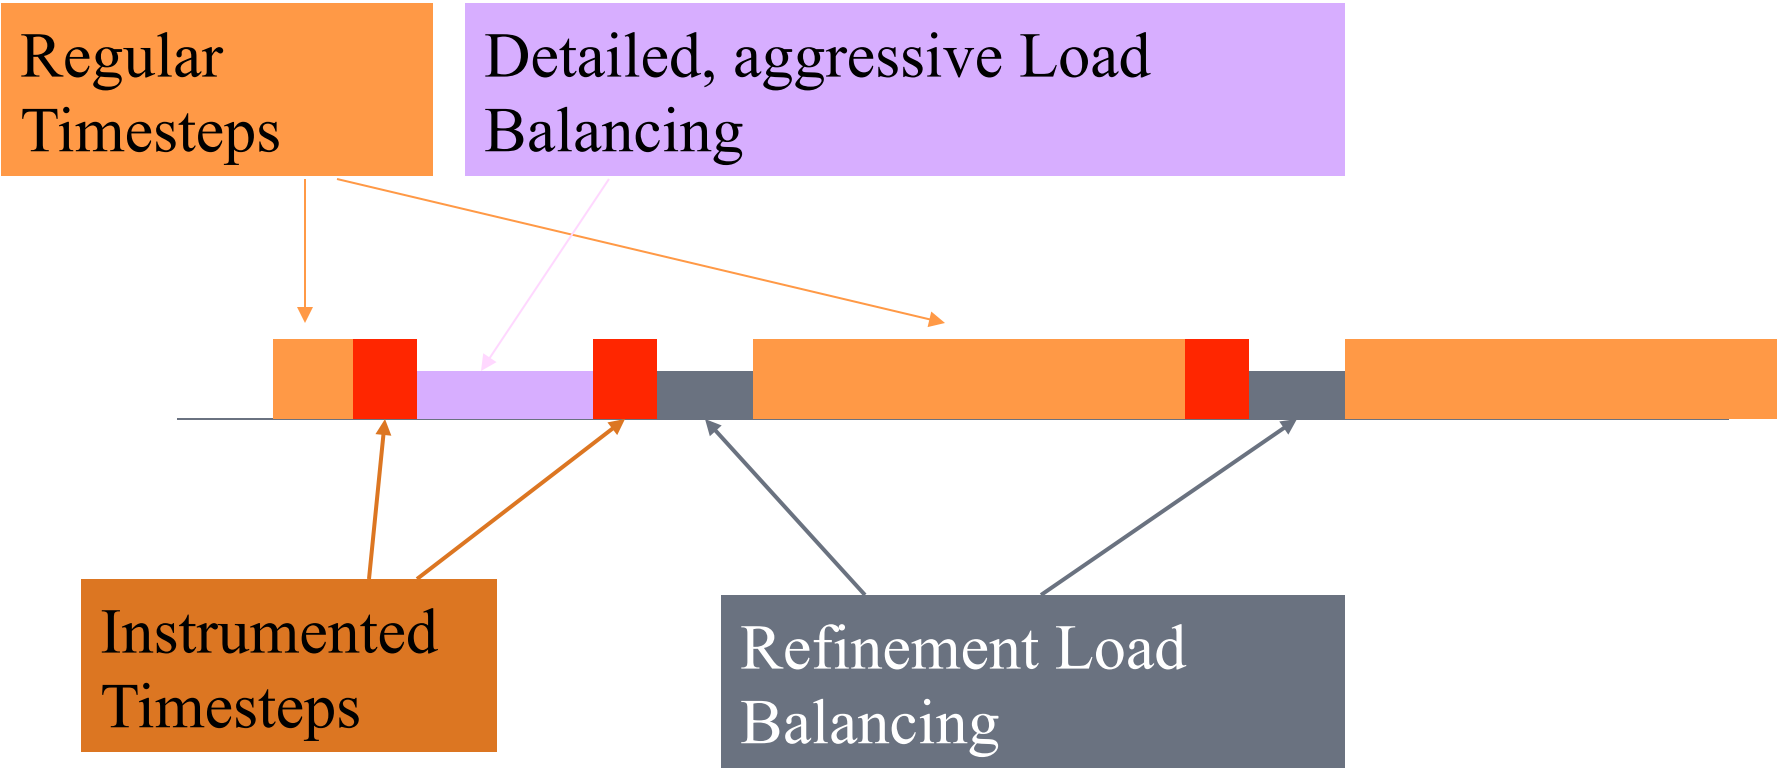 Regular
Timesteps
Detailed, aggressive Load
Balancing
Instrumented
Timesteps
Refinement Load
Balancing